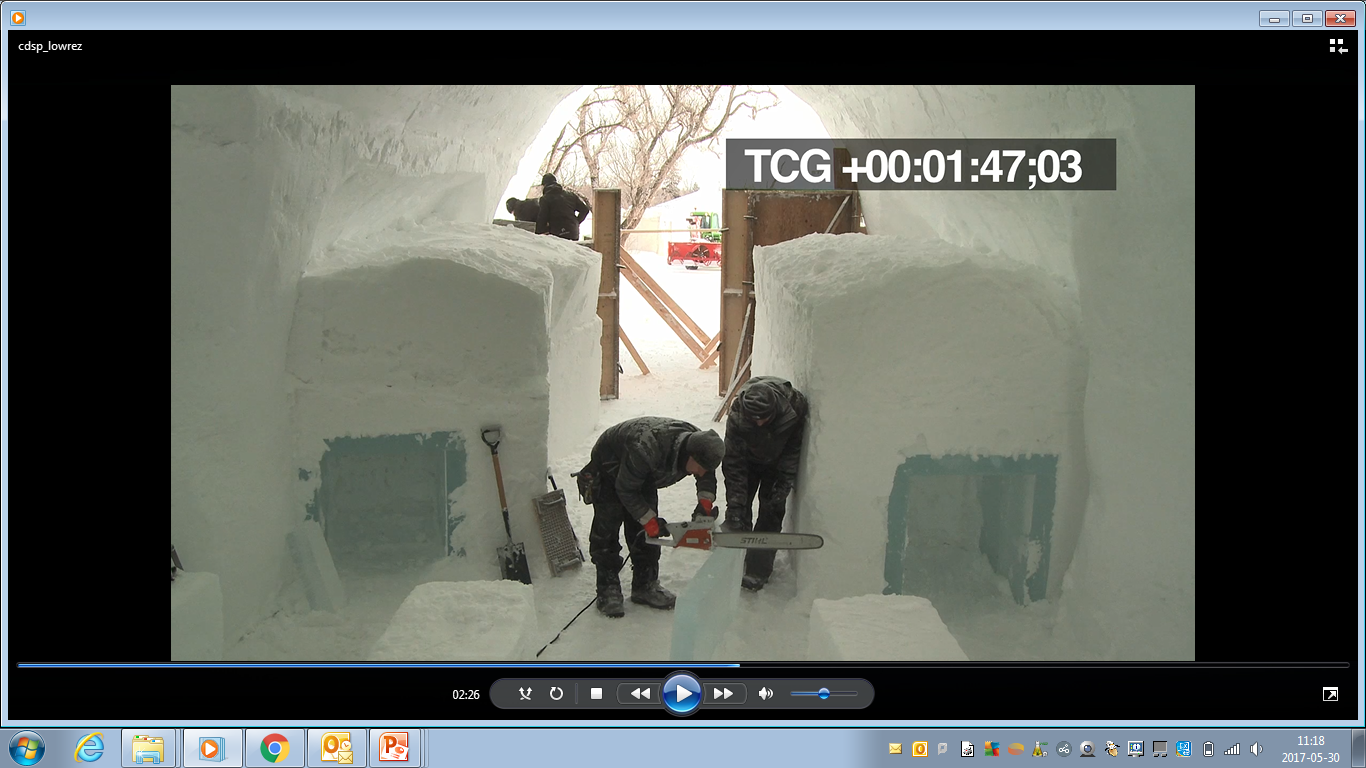 cdsp_lowrez
TCG +00:01:47;03
STIHL
02:26
11:18
2017-05-30